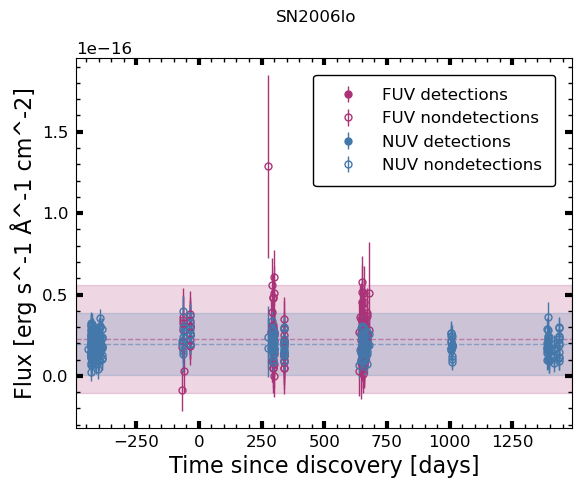 SN2006lo
1e−16
FUV detections
FUV nondetections
NUV detections
NUV nondetections
1.5
1.0
0.5
0.0
Flux [erg s^-1 Å^-1 cm^-2]
−250 0 250 500 750 1000 1250
Time since discovery [days]